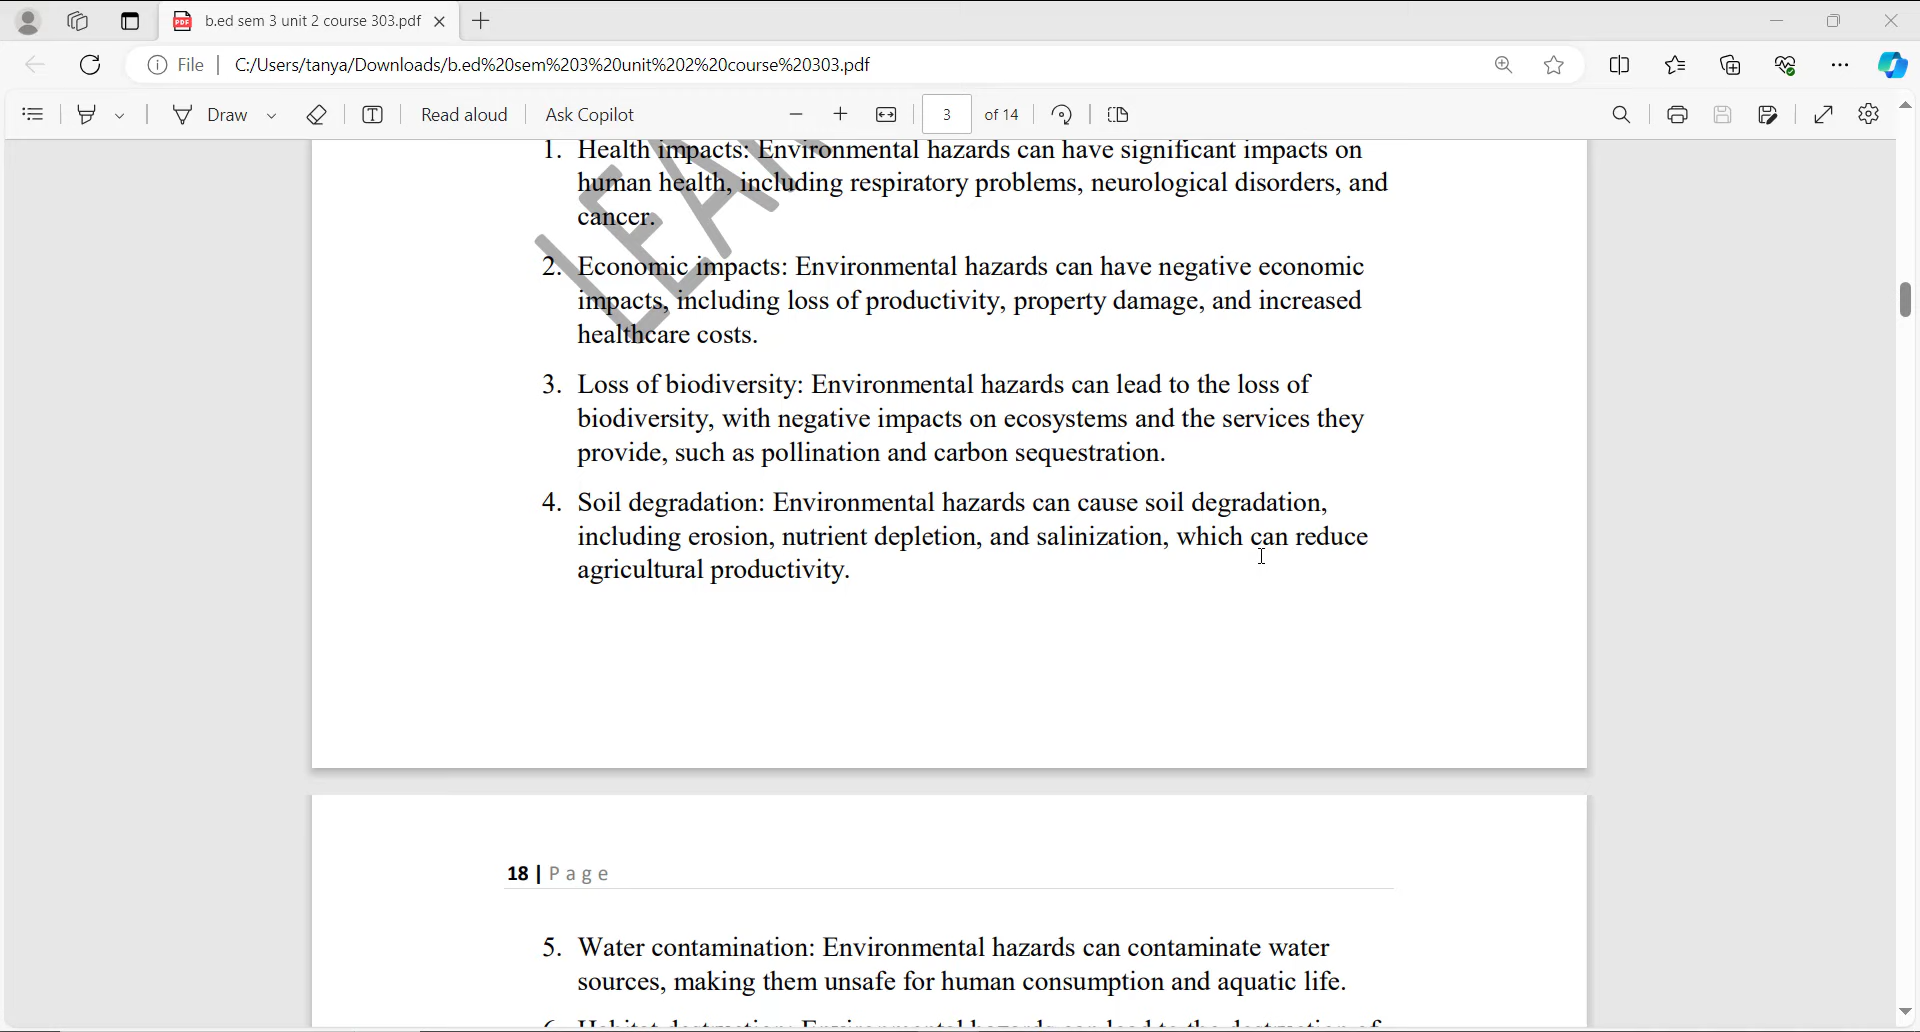 b.ed sem 3 unit 2 course 303.pdf
File
C:/Users/tanya/Downloads/b.ed%20sem%203%20unit%202%20course%20303.pdf
Draw
Read aloud
Ask Copilot
3 of 14
1. Health impacts: Environmental hazards can have significant impacts on
human health, including respiratory problems, neurological disorders, and
cancer.
2. Economic impacts: Environmental hazards can have negative economic
impacts, including loss of productivity, property damage, and increased
healthcare costs.
3. Loss of biodiversity: Environmental hazards can lead to the loss of
biodiversity, with negative impacts on ecosystems and the services they
provide, such as pollination and carbon sequestration.
4. Soil degradation: Environmental hazards can cause soil degradation,
including erosion, nutrient depletion, and salinization, which can reduce
agricultural productivity.
18 | Page
5. Water contamination: Environmental hazards can contaminate water
sources, making them unsafe for human consumption and aquatic life.